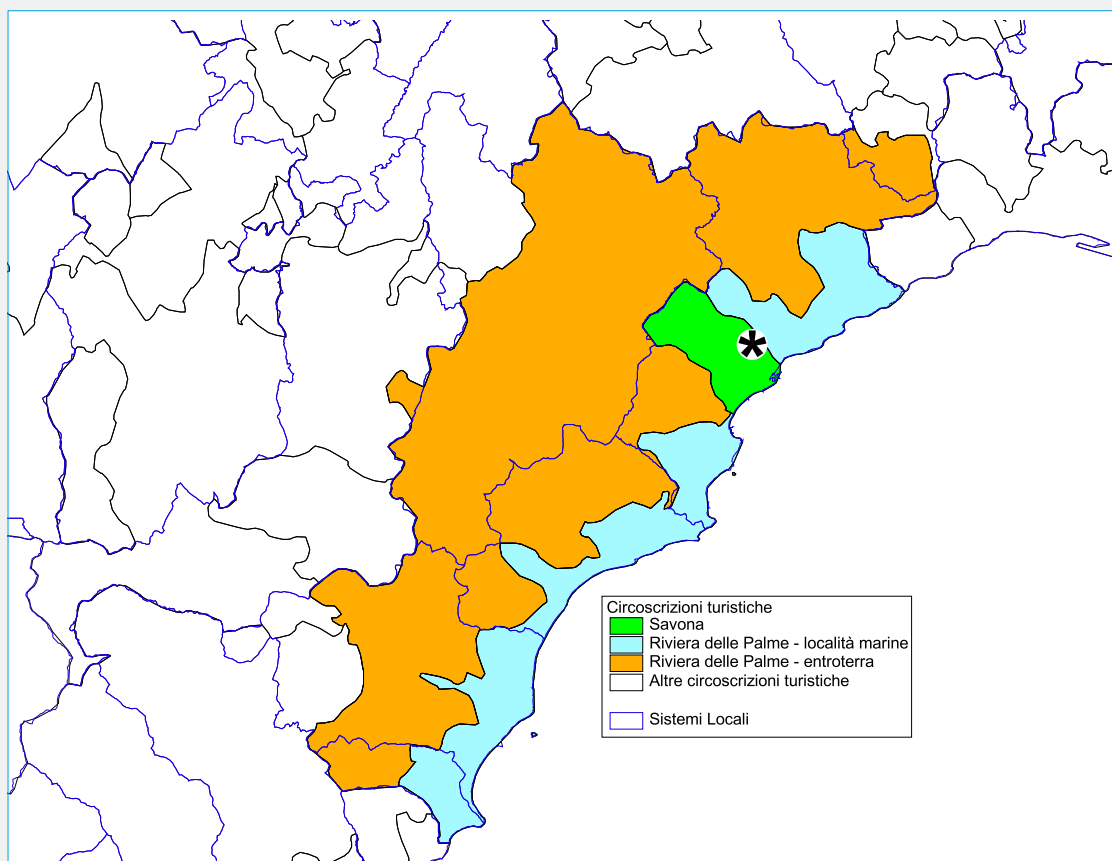 Circoscrizioni turistiche
Savona
Riviera delle Palme - località marine
Riviera delle Palme - entroterra
Altre circoscrizioni turistiche
Sistemi Locali